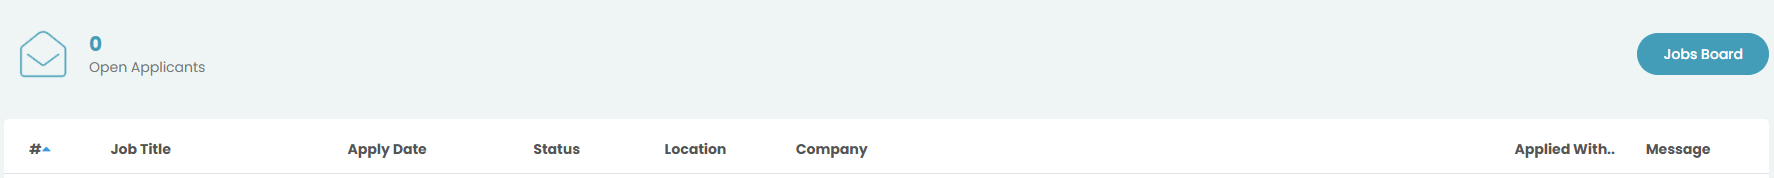 0
Open Applicants
Jobs Board
# Job Title Apply Date Status Location Company Applied With.. Message